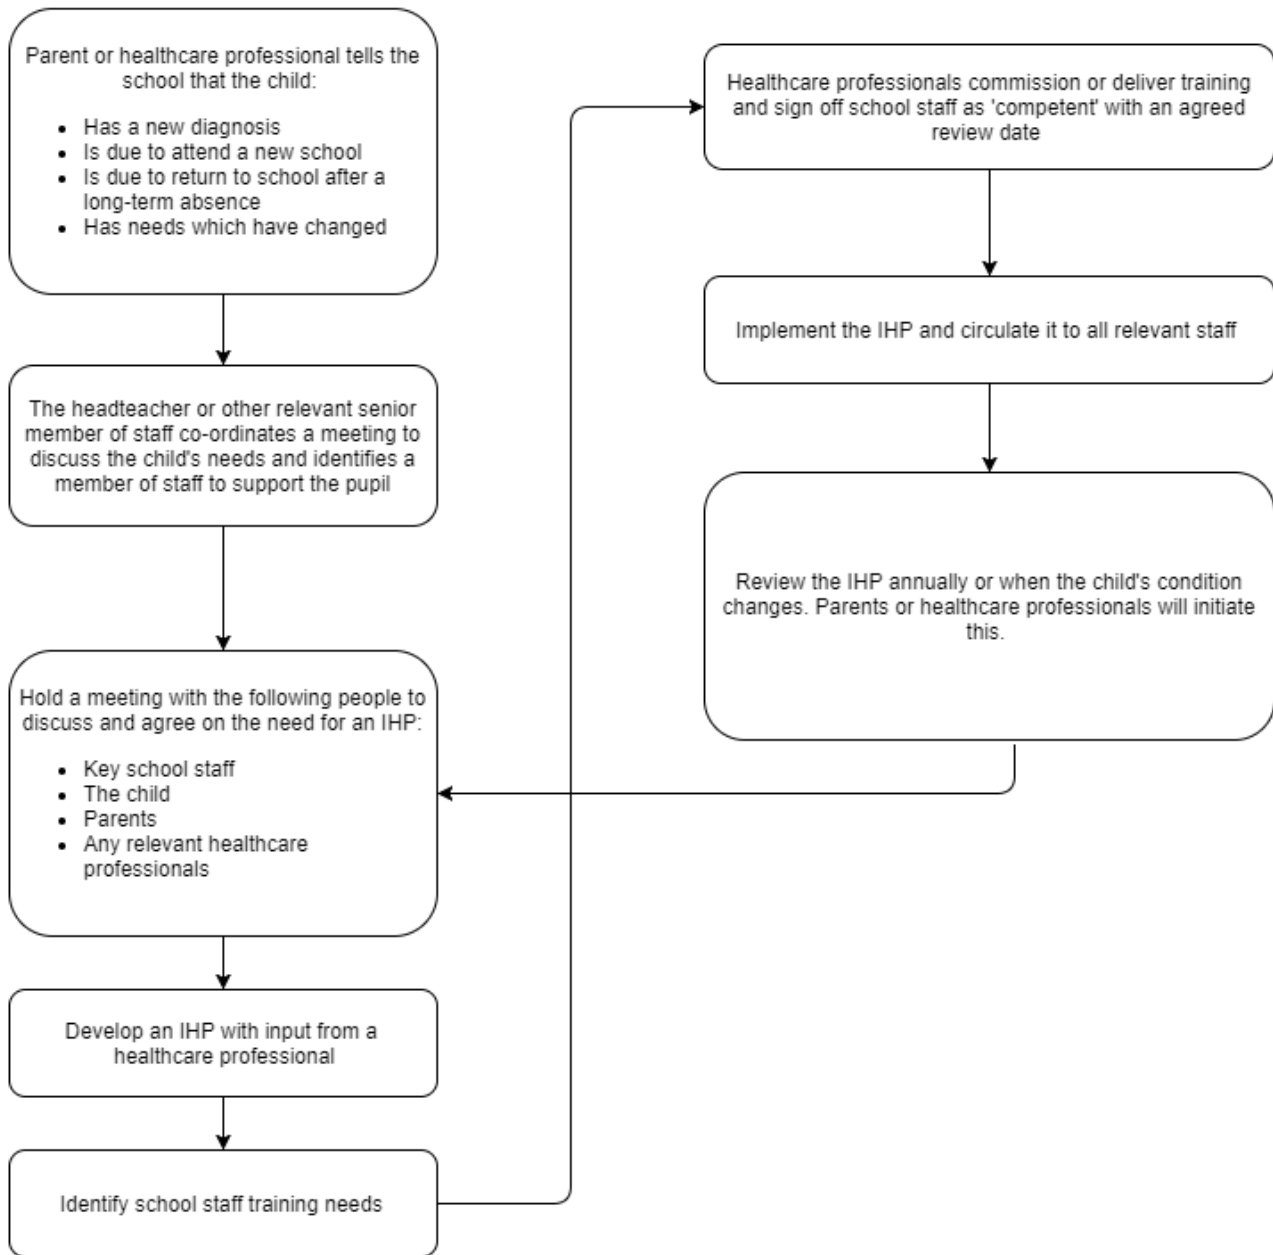 Parent or healthcare professional tells the
school that the child:
• Has a new diagnosis
• Is due to attend a new school
• Is due to return to school after a
long-term absence
• Has needs which have changed
The headteacher or other relevant senior
member of staff co-ordinates a meeting to
discuss the child's needs and identifies a
member of staff to support the pupil
Hold a meeting with the following people to
discuss and agree on the need for an IHP:
• Key school staff
• The child
• Parents
• Any relevant healthcare
professionals
Develop an IHP with input from a
healthcare professional
Identify school staff training needs
Healthcare professionals commission or deliver training
and sign off school staff as 'competent' with an agreed
review date
Implement the IHP and circulate it to all relevant staff
Review the IHP annually or when the child's condition
changes. Parents or healthcare professionals will initiate
this.